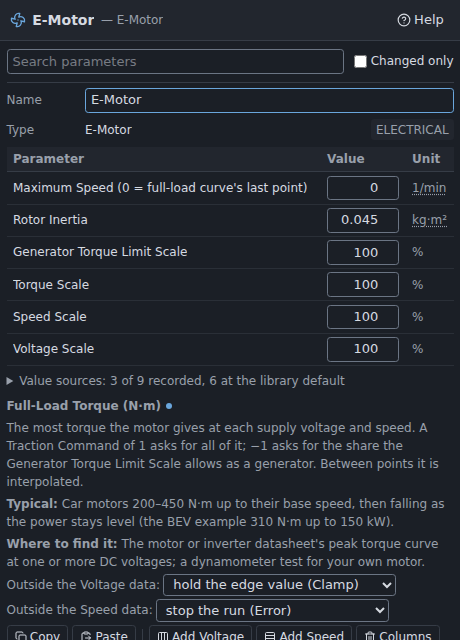 E-Motor — E-Motor Help
Search parameters Changed only
Name E-Motor
Type E-Motor ELECTRICAL
Parameter Value Unit
Maximum Speed (0 = full-load curve's last point) 0 1/min
Rotor Inertia 0.045 kg·m²
Generator Torque Limit Scale 100 %
Torque Scale 100 %
Speed Scale 100 %
Voltage Scale 100 %
Value sources: 3 of 9 recorded, 6 at the library default
Full-Load Torque (N·m)
The most torque the motor gives at each supply voltage and speed. A
Traction Command of 1 asks for all of it; −1 asks for the share the
Generator Torque Limit Scale allows as a generator. Between points it is
interpolated.
Typical: Car motors 200–450 N·m up to their base speed, then falling as
the power stays level (the BEV example 310 N·m up to 150 kW).
Where to find it: The motor or inverter datasheet's peak torque curve
at one or more DC voltages; a dynamometer test for your own motor.
Outside the Voltage data: hold the edge value (Clamp)
Outside the Speed data: stop the run (Error)
Copy Paste Add Voltage Add Speed Columns